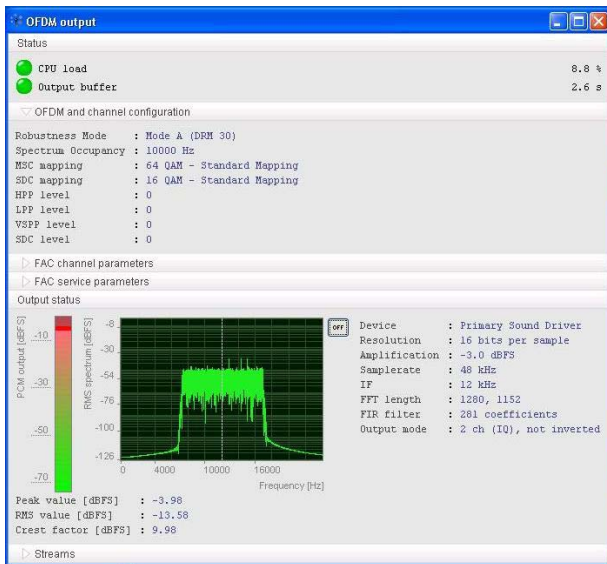 OFDM output
Status
CPU load 8.8 %
Output buffer 2.6 s
OFDM and channel configuration
Robustness Mode : Mode A (DRM 30)
Spectrum Occupancy : 10000 Hz
MSC mapping : 64 QAM - Standard Mapping
SDC mapping : 16 QAM - Standard Mapping
HPP level : 0
LPP level : 0
VSPP level : 0
SDC level : 0
FAC channel parameters
FAC service parameters
Output status
PCM output [dBFS]
-10
-30
-50
-70
RMS spectrum [dBFS]
-8
-30
-54
-76
-100
-126
0 4000 10000 16000
Frequency [Hz]
OFF
Device : Primary Sound Driver
Resolution : 16 bits per sample
Amplification : -3.0 dBFS
Samplerate : 48 kHz
IF : 12 kHz
FFT length : 1280, 1152
FIR filter : 281 coefficients
Output mode : 2 ch (IQ), not inverted
Peak value [dBFS] : -3.98
RMS value [dBFS] : -13.58
Crest factor [dBFS] : 9.98
Streams